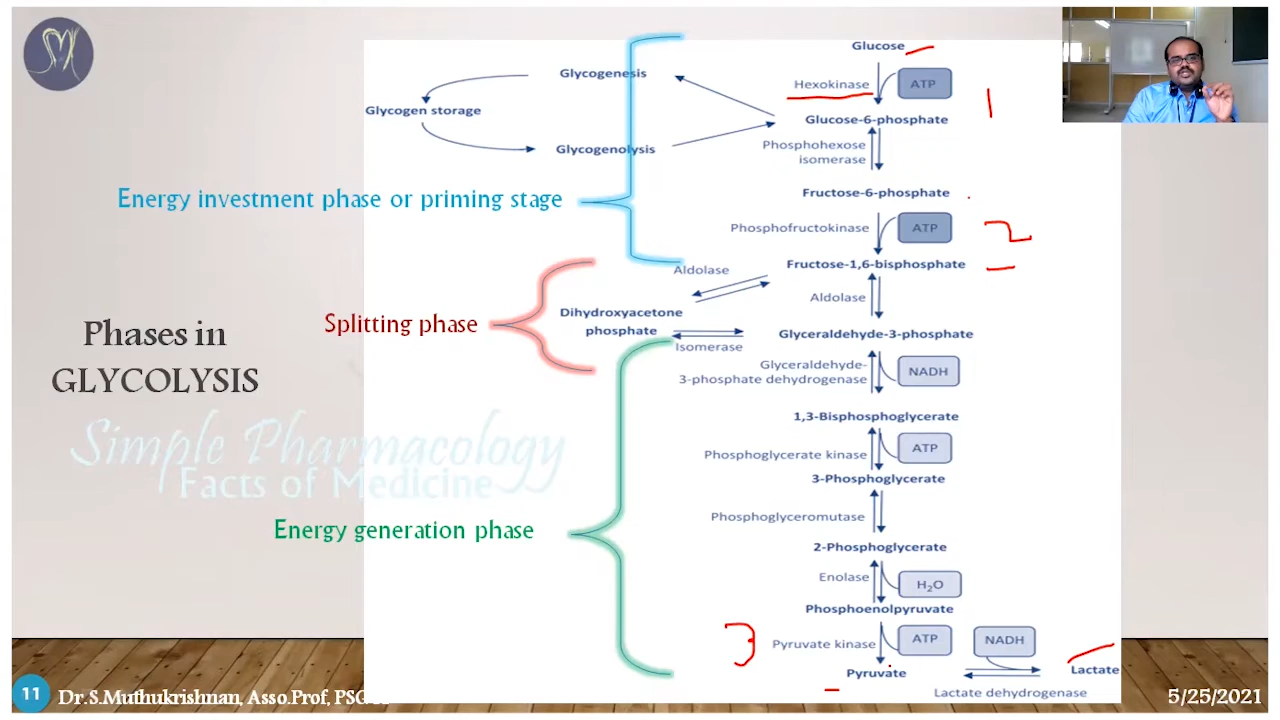 SM
Glucose
Hexokinase
ATP
1
Glycogenesis
Glycogen storage
Glucose-6-phosphate
Glycogenolysis
Phosphohexose
isomerase
Energy investment phase or priming stage
Fructose-6-phosphate
Phosphofructokinase
ATP
2
Fructose-1,6-bisphosphate
Aldolase
Aldolase
Splitting phase
Dihydroxyacetone
phosphate
Isomerase
Glyceraldehyde-3-phosphate
Phases in
GLYCOLYSIS
Glyceraldehyde-
3-phosphate dehydrogenase
NADH
1,3-Bisphosphoglycerate
Simple Pharmacology
Facts of Medicine
Phosphoglycerate kinase
ATP
3-Phosphoglycerate
Phosphoglyceromutase
Energy generation phase
2-Phosphoglycerate
Enolase
H₂O
Phosphoenolpyruvate
3
Pyruvate kinase
ATP
NADH
Pyruvate
Lactate
Lactate dehydrogenase
11
Dr.S.Muthukrishnan, Asso.Prof,
5/25/2021